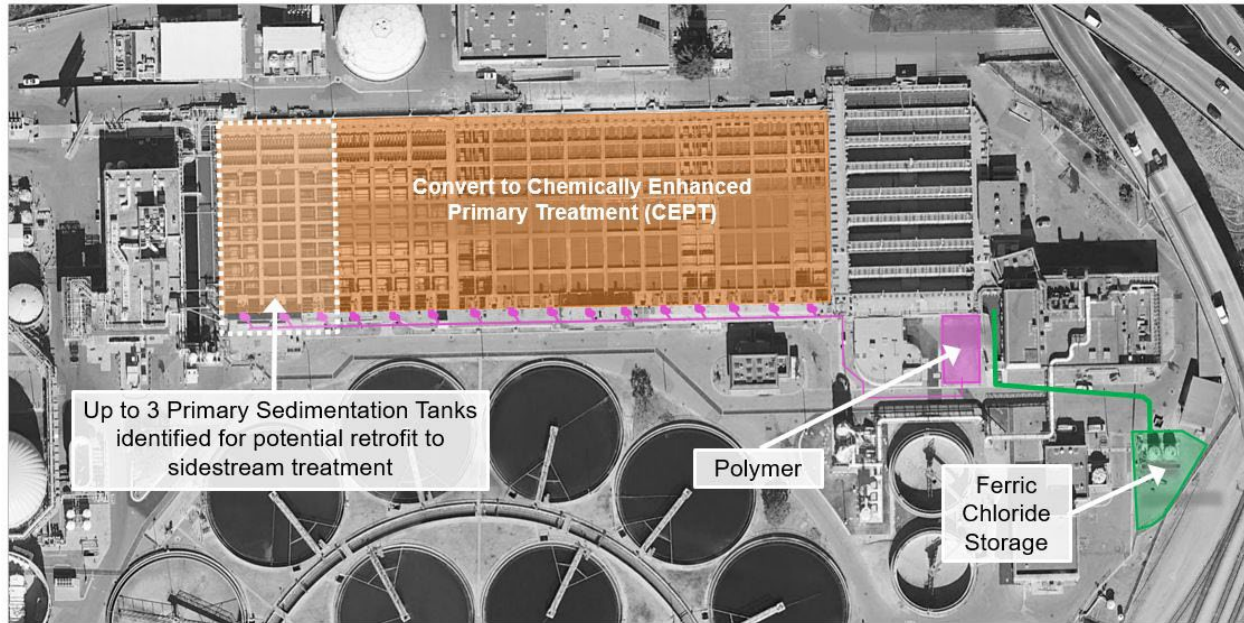 Convert to Chemically Enhanced
Primary Treatment (CEPT)
Up to 3 Primary Sedimentation Tanks
identified for potential retrofit to
sidestream treatment
Polymer
Ferric
Chloride
Storage